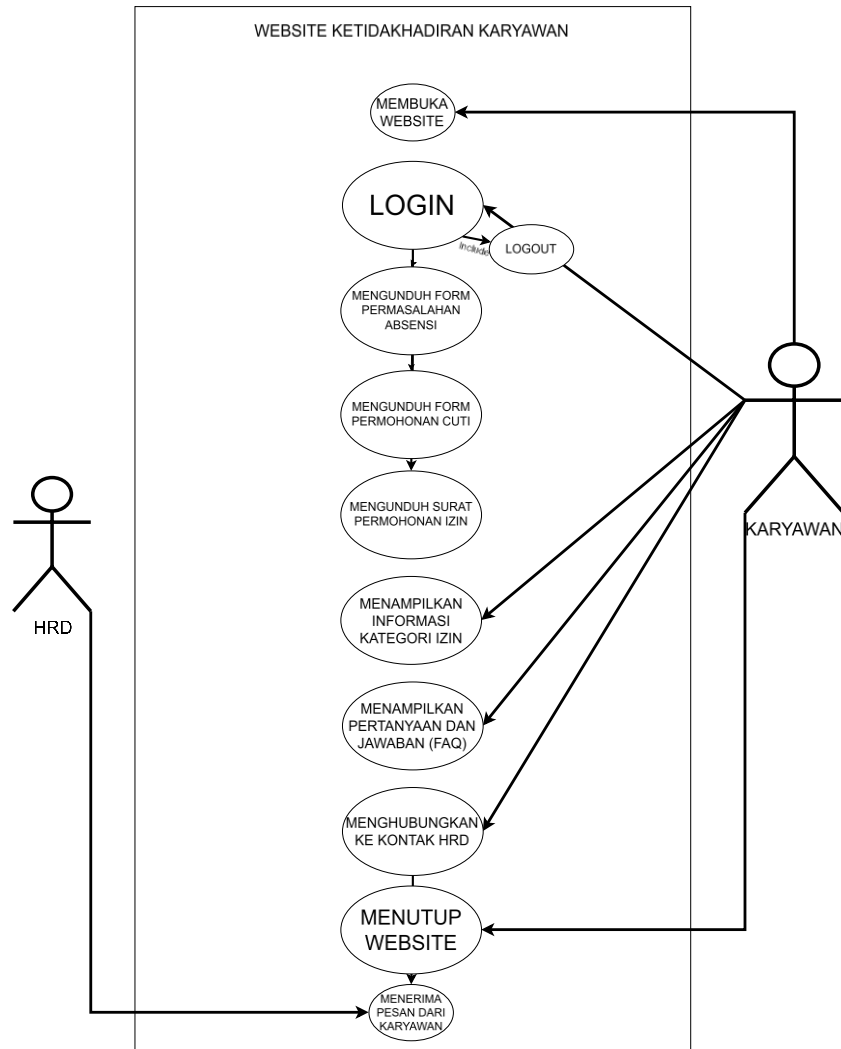 WEBSITE KETIDAKHADIRAN KARYAWAN
MEMBUKA
WEBSITE
LOGIN
include
LOGOUT
MENGUNDUH FORM
PERMASALAHAN
ABSENSI
MENGUNDUH FORM
PERMOHONAN CUTI
MENGUNDUH SURAT
PERMOHONAN IZIN
KARYAWAN
MENAMPILKAN
INFORMASI
KATEGORI IZIN
HRD
MENAMPILKAN
PERTANYAAN DAN
JAWABAN (FAQ)
MENGHUBUNGKAN
KE KONTAK HRD
MENUTUP
WEBSITE
MENERIMA
PESAN DARI
KARYAWAN